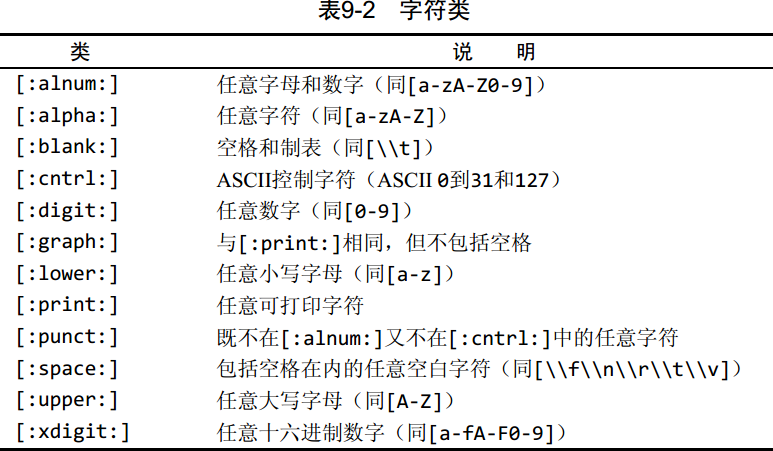 表9-2 字符类
类 说 明
[:alnum:] 任意字母和数字（同[a-zA-Z0-9]）
[:alpha:] 任意字符（同[a-zA-Z]）
[:blank:] 空格和制表（同[\\t]）
[:cntrl:] ASCII控制字符（ASCII 0到31和127）
[:digit:] 任意数字（同[0-9]）
[:graph:] 与[:print:]相同，但不包括空格
[:lower:] 任意小写字母（同[a-z]）
[:print:] 任意可打印字符
[:punct:] 既不在[:alnum:]又不在[:cntrl:]中的任意字符
[:space:] 包括空格在内的任意空白字符（同[\\f\\n\\r\\t\\v]）
[:upper:] 任意大写字母（同[A-Z]）
[:xdigit:] 任意十六进制数字（同[a-fA-F0-9]）